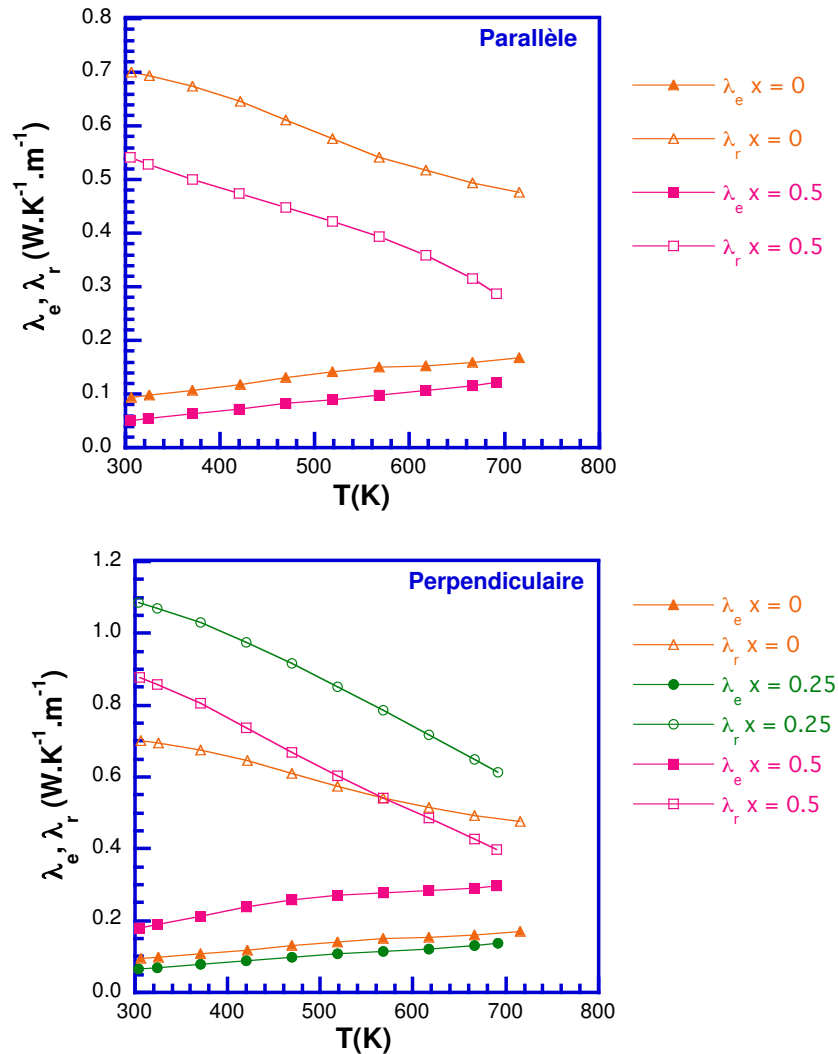 0.8
0.7
0.6
0.5
0.4
0.3
0.2
0.1
0.0
λe, λr (W.K-1.m-1)
Parallèle
300 400 500 600 700 800
T(K)
λe x = 0
λr x = 0
λe x = 0.5
λr x = 0.5
1.2
1.0
0.8
0.6
0.4
0.2
0.0
λe, λr (W.K-1.m-1)
Perpendiculaire
300 400 500 600 700 800
T(K)
λe x = 0
λr x = 0
λe x = 0.25
λr x = 0.25
λe x = 0.5
λr x = 0.5